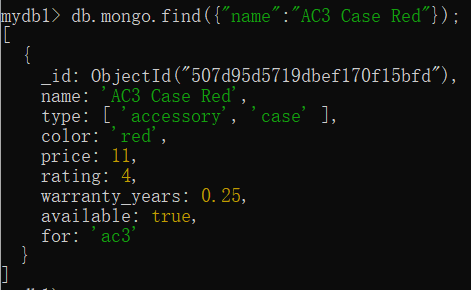 mydb1> db.mongo.find({"name":"AC3 Case Red"});
[
  {
    _id: ObjectId("507d95d5719dbef170f15bfd"),
    name: 'AC3 Case Red',
    type: [ 'accessory', 'case' ],
    color: 'red',
    price: 11,
    rating: 4,
    warranty_years: 0.25,
    available: true,
    for: 'ac3'
  }
]